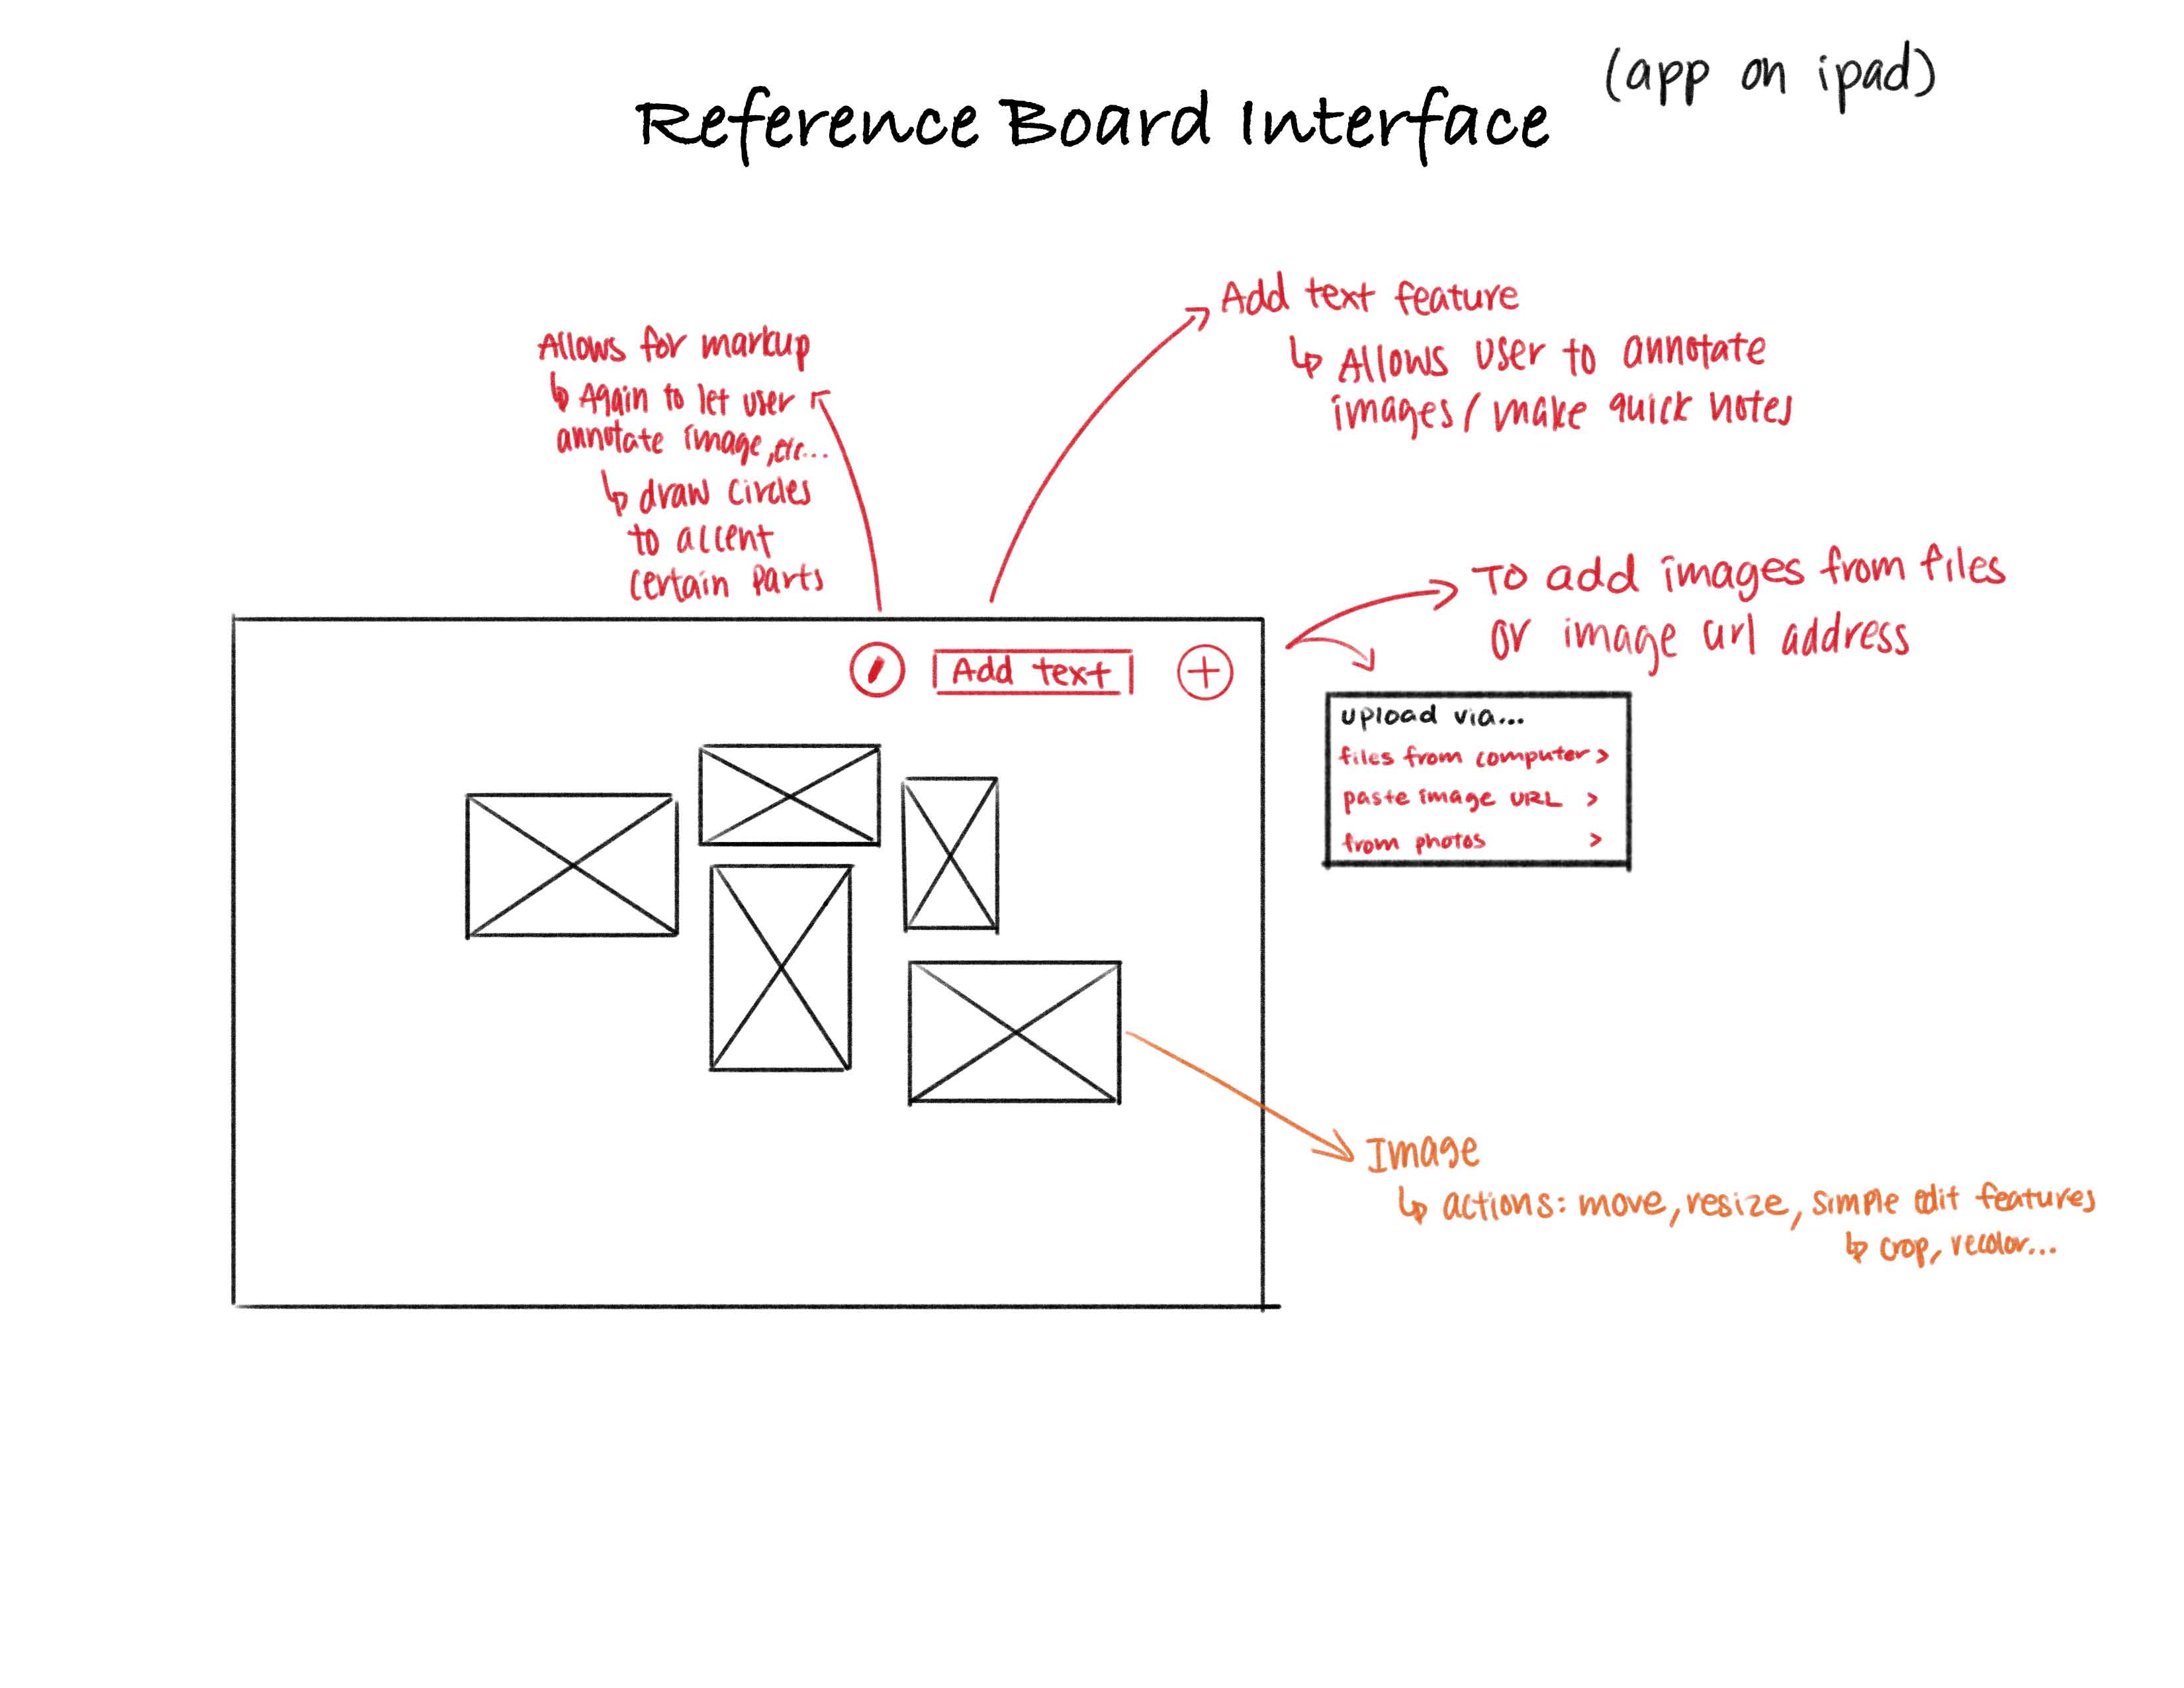 (app on ipad)
Reference Board Interface
Allows for markup
↳ Again to let user
annotate image, etc...
↳ draw circles
to accent
certain parts
Add text feature
↳ Allows user to annotate
images / make quick notes
To add images from files
or image url address
Add text
upload via...
files from computer >
paste image URL >
from photos >
Image
↳ actions: move, resize, simple edit features
↳ crop, recolor...